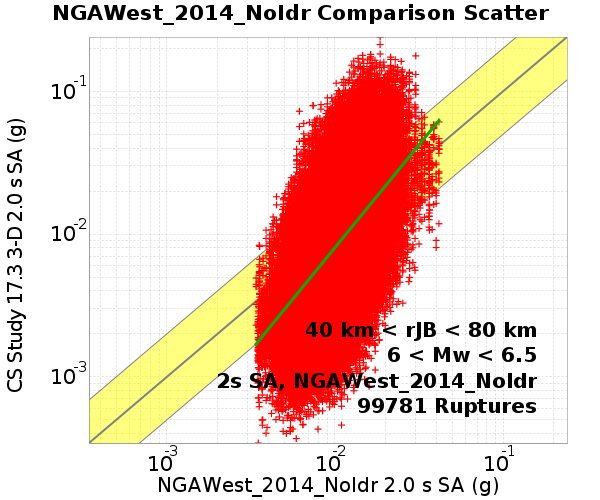 NGAWest_2014_NoIdr Comparison Scatter
CS Study 17.3 3-D 2.0 s SA (g)
10-1
10-2
10-3
40 km < rJB < 80 km
6 < Mw < 6.5
2s SA, NGAWest_2014_NoIdr
99781 Ruptures
10-3 10-2 10-1
NGAWest_2014_NoIdr 2.0 s SA (g)